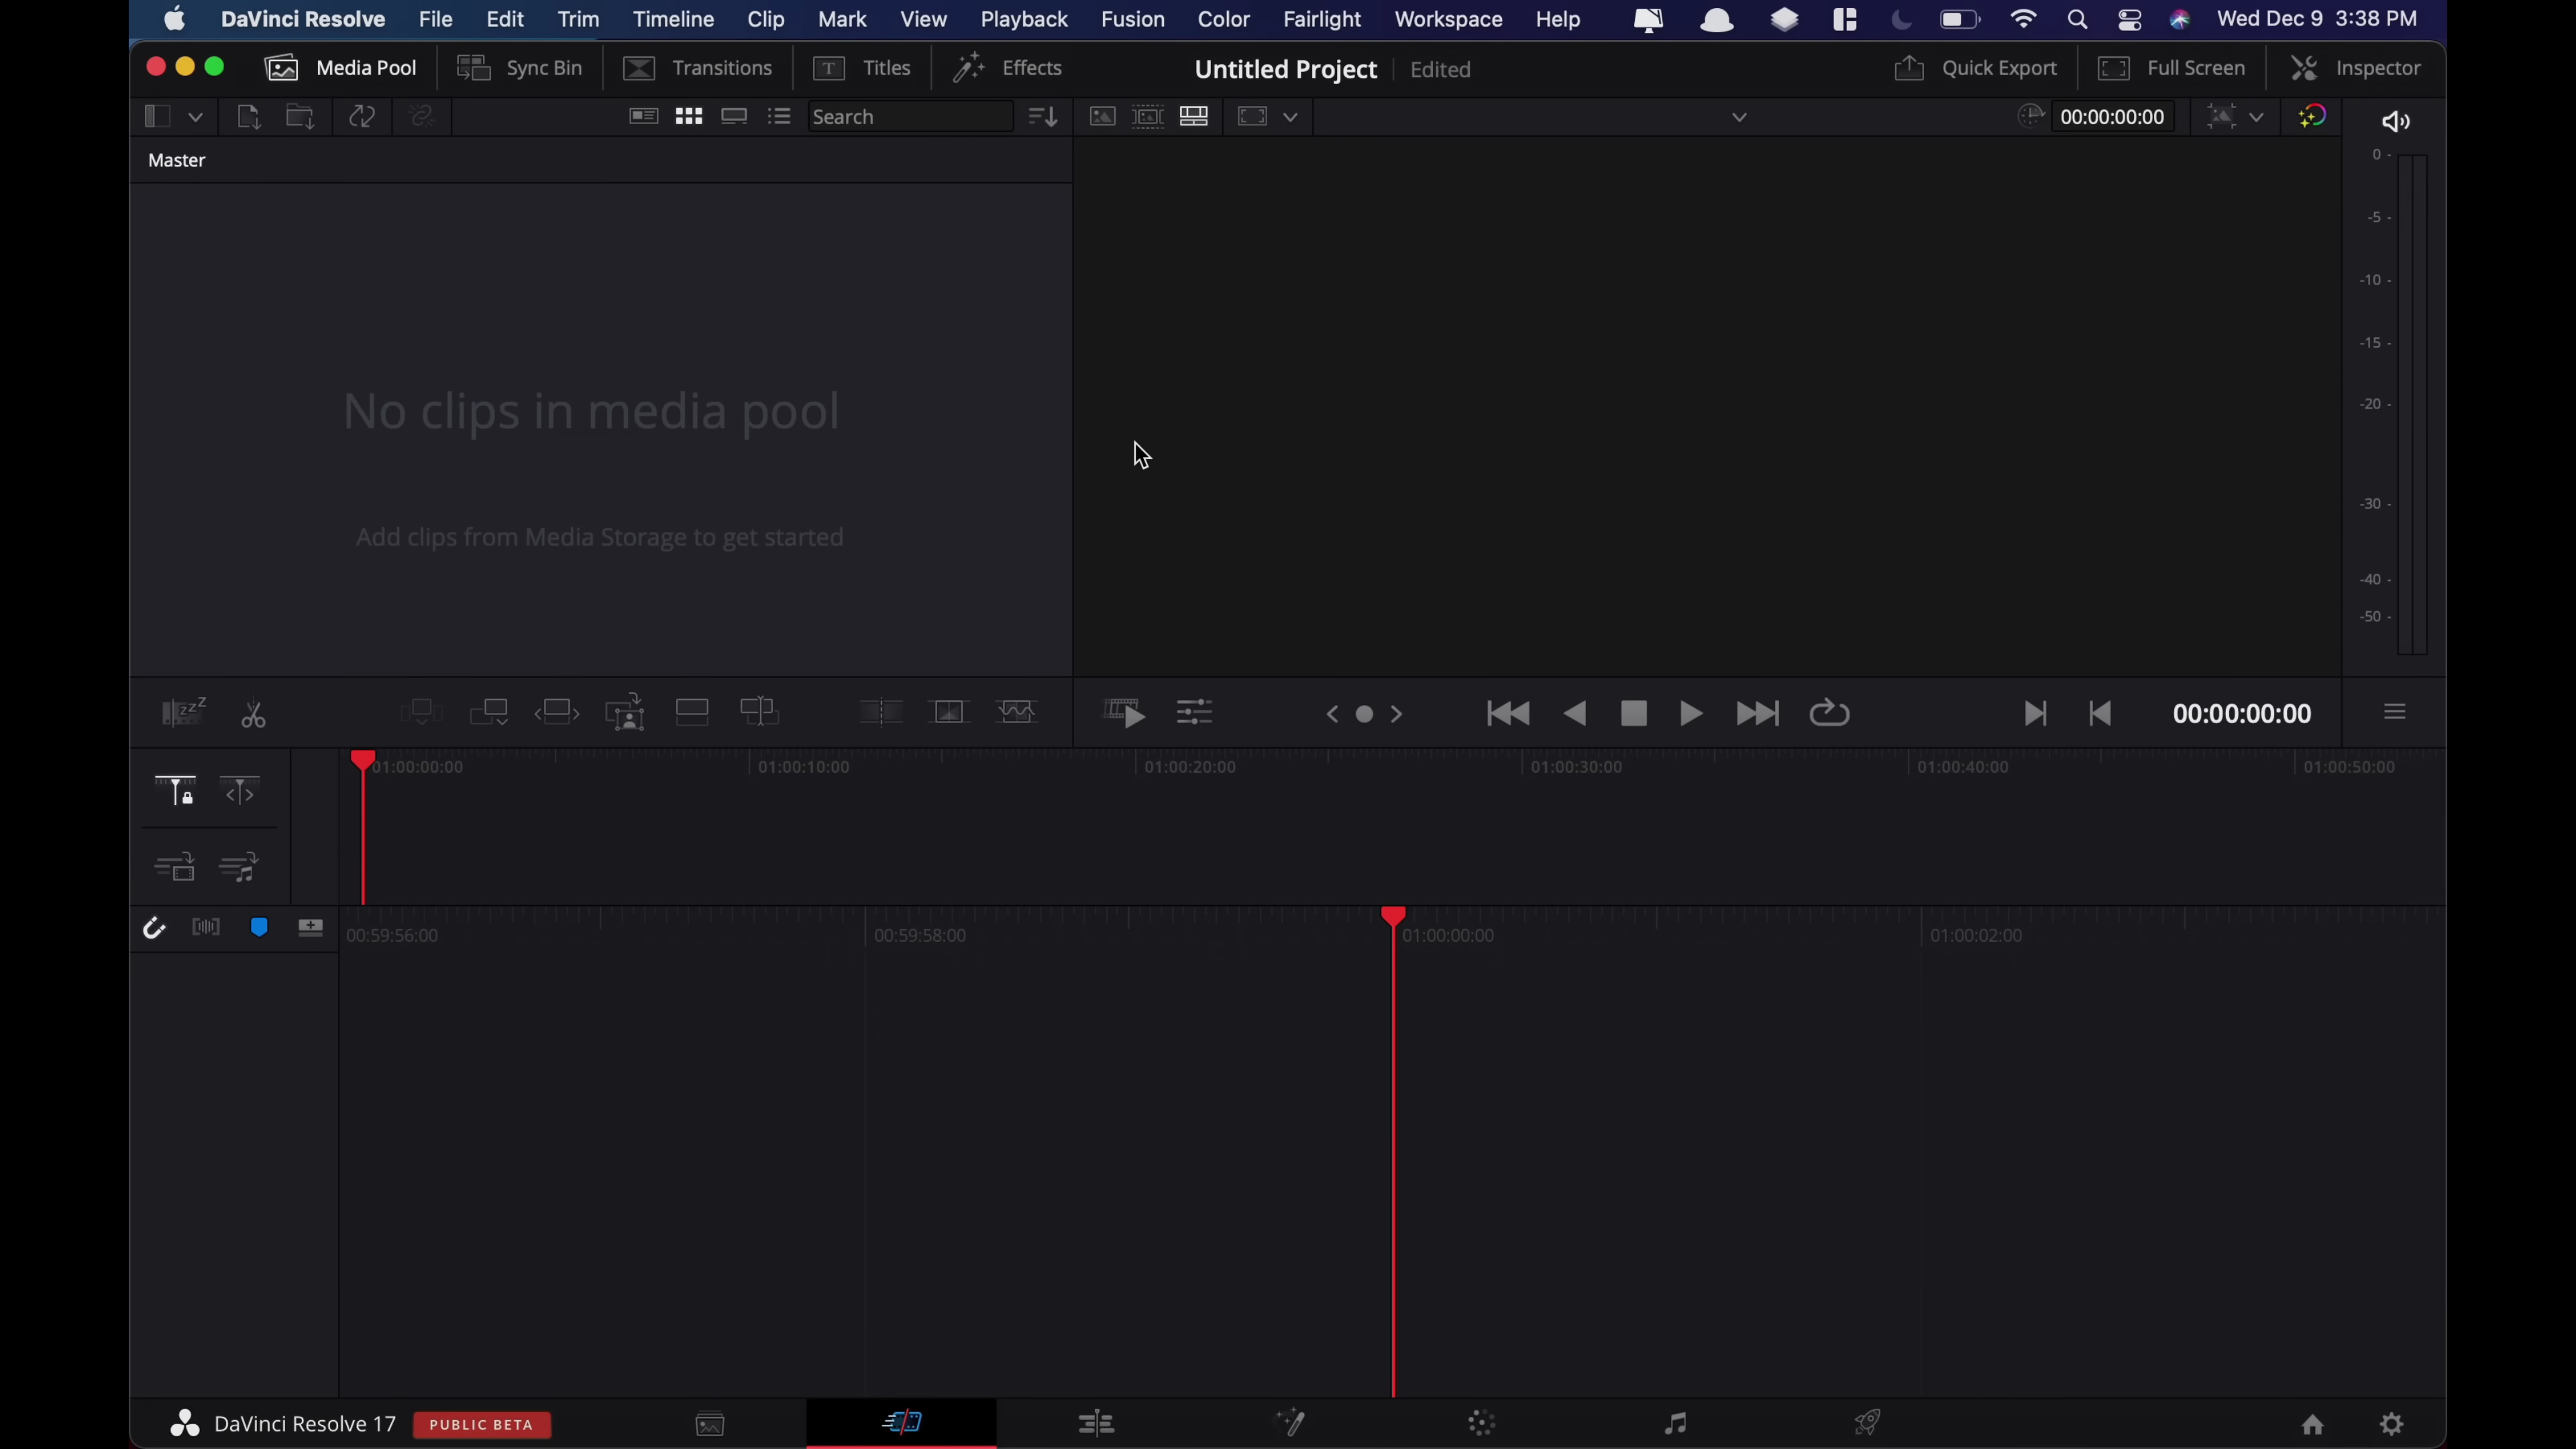 DaVinci Resolve File Edit Trim Timeline Clip Mark View Playback Fusion Color Fairlight Workspace Help Wed Dec 9 3:38 PM
Media Pool Sync Bin Transitions T Titles Effects Untitled Project Edited Quick Export Full Screen Inspector
Search 00:00:00:00
Master
0 -
-5 -
-10 -
-15 -
-20 -
-30 -
-40 -
-50 -
No clips in media pool
Add clips from Media Storage to get started
zzZ 00:00:00:00
01:00:00:00 01:00:10:00 01:00:20:00 01:00:30:00 01:00:40:00 01:00:50:00
00:59:56:00 00:59:58:00 01:00:00:00 01:00:02:00
DaVinci Resolve 17 PUBLIC BETA